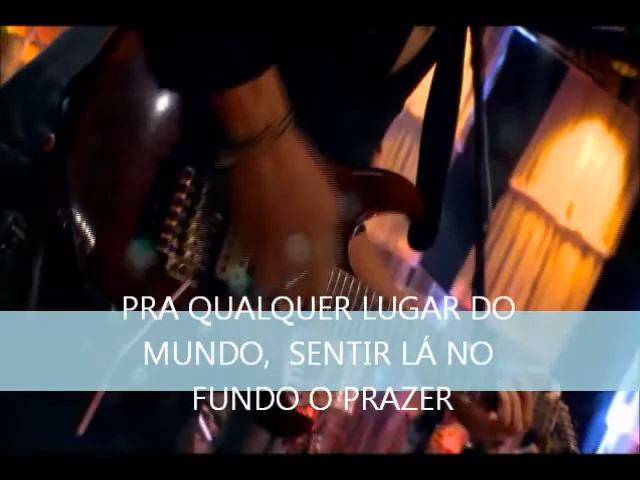 PRA QUALQUER LUGAR DO
MUNDO,  SENTIR LÁ NO
FUNDO O PRAZER